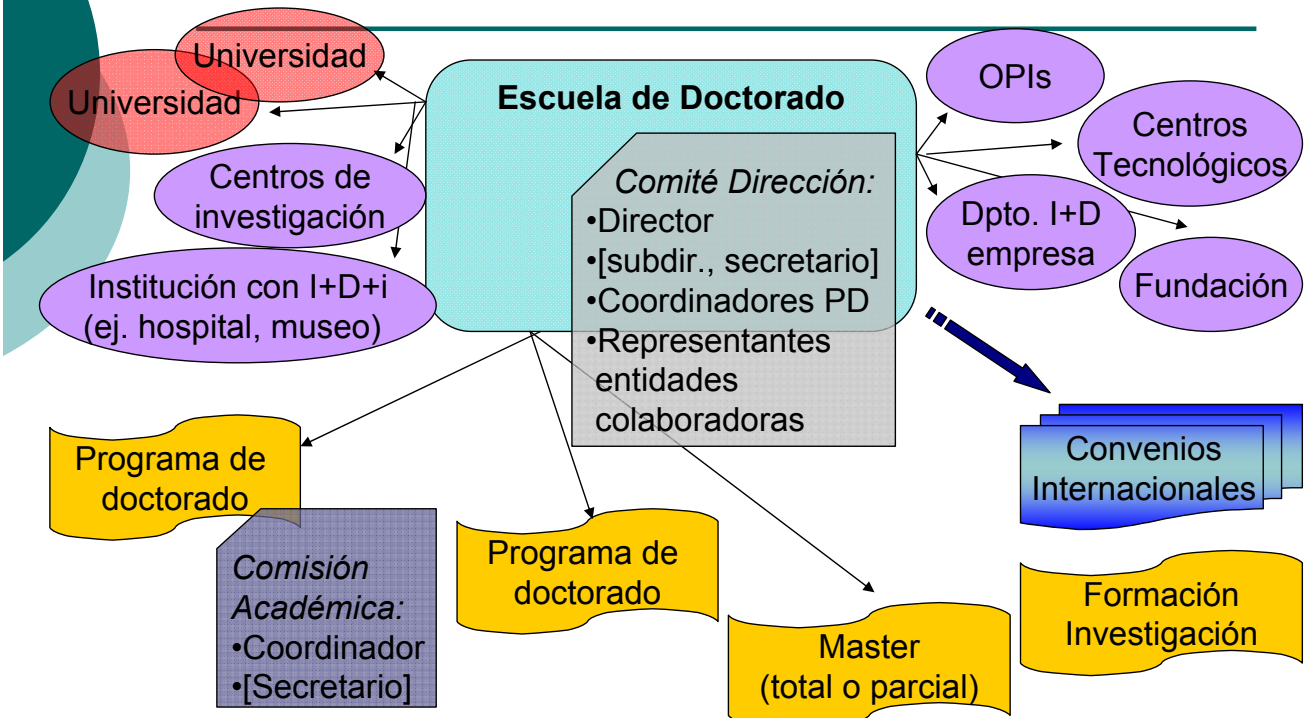 Universidad
Universidad
Centros de
investigación
Institución con I+D+i
(ej. hospital, museo)
Escuela de Doctorado
Comité Dirección:
•Director
•[subdir., secretario]
•Coordinadores PD
•Representantes
entidades
colaboradoras
OPIs
Centros
Tecnológicos
Dpto. I+D
empresa
Fundación
Convenios
Internacionales
Programa de
doctorado
Comisión
Académica:
•Coordinador
•[Secretario]
Programa de
doctorado
Master
(total o parcial)
Formación
Investigación